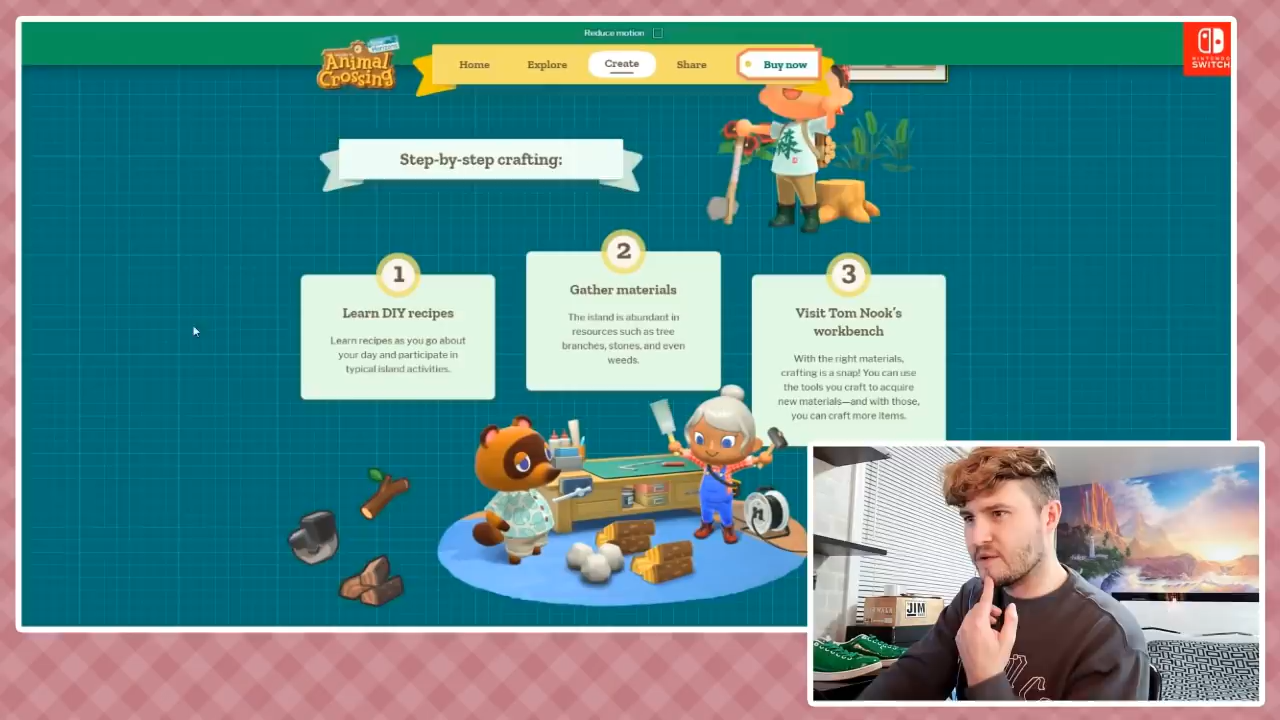 Reduce motion
Animal
Crossing
Home
Explore
Create
Share
Buy now
NINTENDO
SWITCH
Step-by-step crafting:
森
1
Learn DIY recipes
Learn recipes as you go about
your day and participate in
typical island activities.
2
Gather materials
The island is abundant in
resources such as tree
branches, stones, and even
weeds.
3
Visit Tom Nook's
workbench
With the right materials,
crafting is a snap! You can use
the tools you craft to acquire
new materials—and with those,
you can craft more items.
JIM